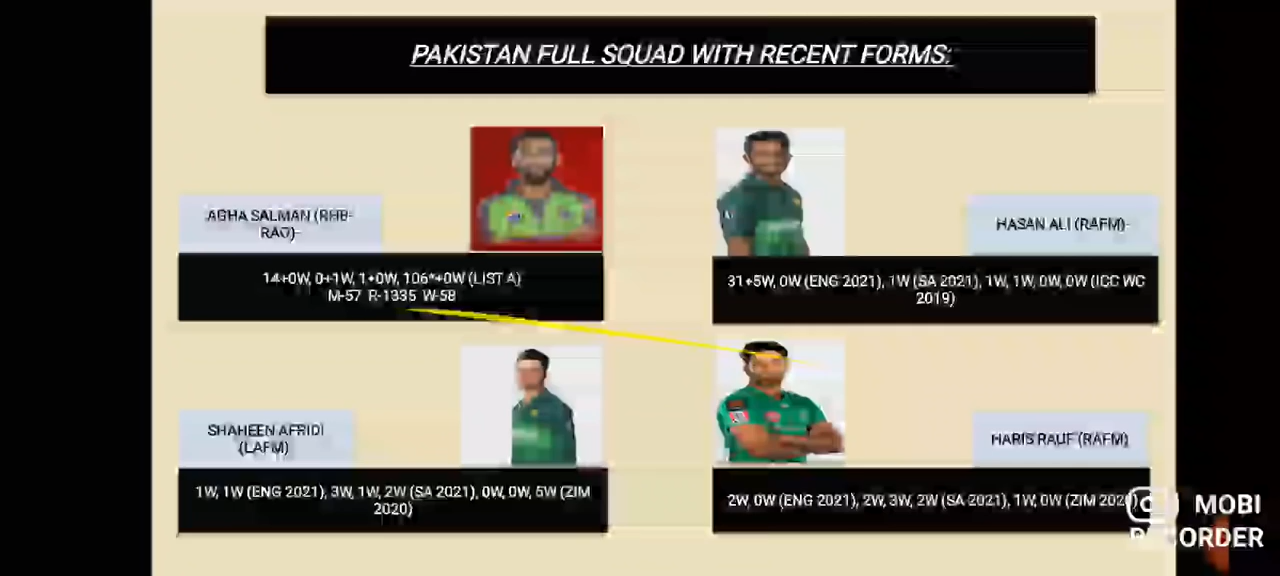 PAKISTAN FULL SQUAD WITH RECENT FORMS:
AGHA SALMAN (RHB-
RAO)-
14+0W, 0+1W, 1+0W, 106*+0W (LIST A)
M-57 R-1335 W-58
HASAN ALI (RAFM)-
31+5W, 0W (ENG 2021), 1W (SA 2021), 1W, 1W, 0W, 0W (ICC WC
2019)
SHAHEEN AFRIDI
(LAFM)
1W, 1W (ENG 2021), 3W, 1W, 2W (SA 2021), 0W, 0W, 5W (ZIM
2020)
HARIS RAUF (RAFM)
2W, 0W (ENG 2021), 2W, 3W, 2W (SA 2021), 1W, 0W (ZIM 2020)
MOBI
RECORDER